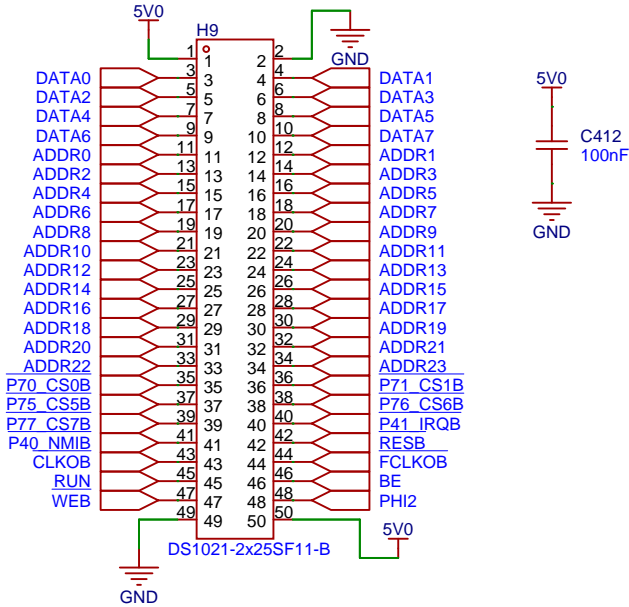 5V0 H9
GND
1 1 2 2
DATA0 3 3 4 4 DATA1
DATA2 5 5 6 6 DATA3
DATA4 7 7 8 8 DATA5
DATA6 9 9 10 10 DATA7
ADDR0 11 11 12 12 ADDR1
ADDR2 13 13 14 14 ADDR3
ADDR4 15 15 16 16 ADDR5
ADDR6 17 17 18 18 ADDR7
ADDR8 19 19 20 20 ADDR9
ADDR10 21 21 22 22 ADDR11
ADDR12 23 23 24 24 ADDR13
ADDR14 25 25 26 26 ADDR15
ADDR16 27 27 28 28 ADDR17
ADDR18 29 29 30 30 ADDR19
ADDR20 31 31 32 32 ADDR21
ADDR22 33 33 34 34 ADDR23
P70_CS0B 35 35 36 36 P71_CS1B
P75_CS5B 37 37 38 38 P76_CS6B
P77_CS7B 39 39 40 40 P41_IRQB
P40_NMIB 41 41 42 42 RESB
CLKOB 43 43 44 44 FCLKOB
RUN 45 45 46 46 BE
WEB 47 47 48 48 PHI2
49 49 50 50
5V0
DS1021-2x25SF11-B
GND
5V0
C412
100nF
GND